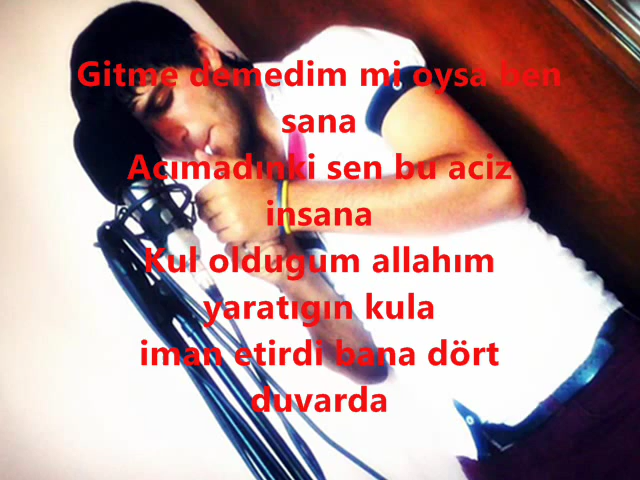 Gitme demedim mi oysa ben
sana
Acımadınki sen bu aciz
insana
Kul oldugum allahım
yaratıgın kula
iman etirdi bana dört
duvarda